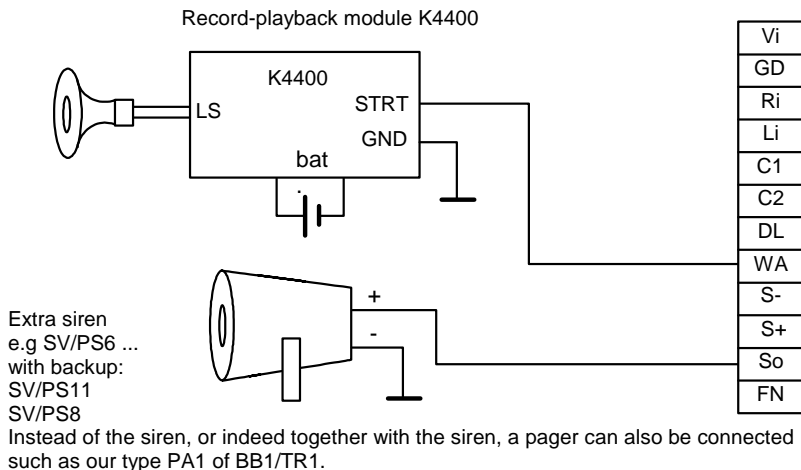 Record-playback module K4400
K4400
LS
STRT
GND
bat
Vi
GD
Ri
Li
C1
C2
DL
WA
S-
S+
So
FN
+
-
Extra siren
e.g SV/PS6 ...
with backup:
SV/PS11
SV/PS8
Instead of the siren, or indeed together with the siren, a pager can also be connected
such as our type PA1 of BB1/TR1.